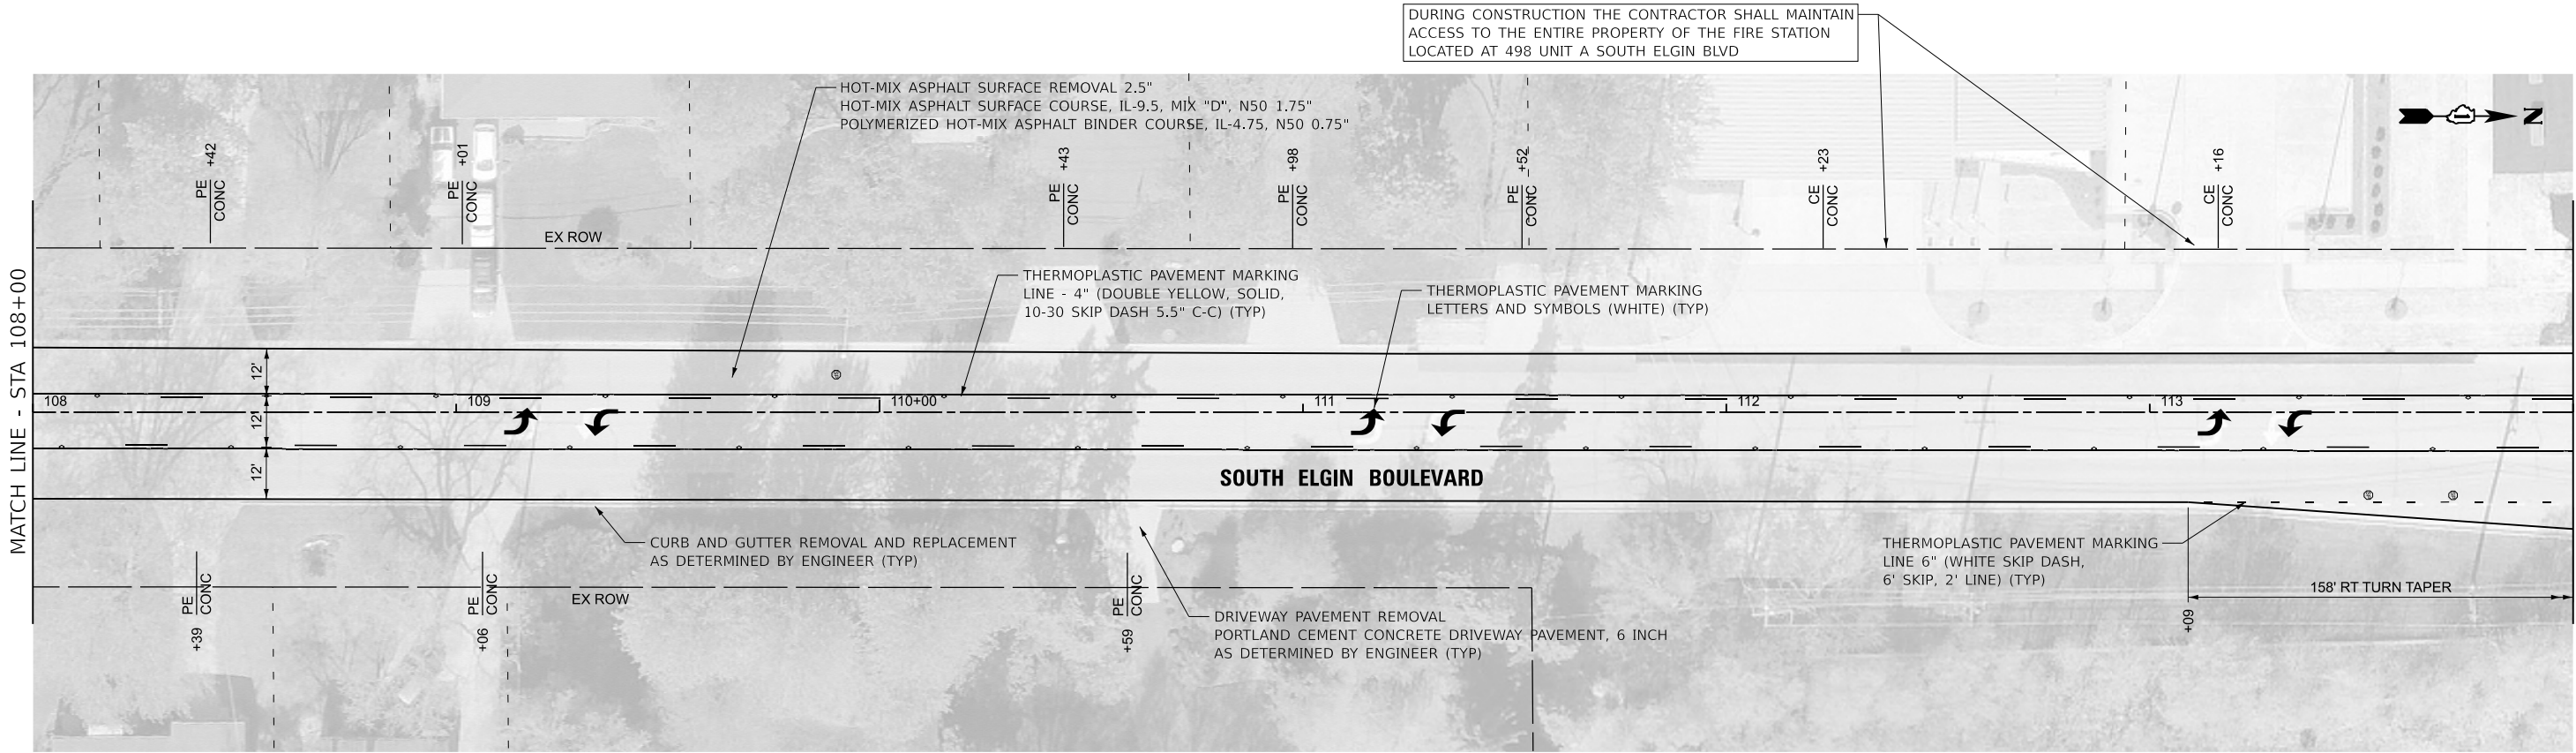 DURING CONSTRUCTION THE CONTRACTOR SHALL MAINTAIN
ACCESS TO THE ENTIRE PROPERTY OF THE FIRE STATION
LOCATED AT 498 UNIT A SOUTH ELGIN BLVD
HOT-MIX ASPHALT SURFACE REMOVAL 2.5"
HOT-MIX ASPHALT SURFACE COURSE, IL-9.5, MIX "D", N50 1.75"
POLYMERIZED HOT-MIX ASPHALT BINDER COURSE, IL-4.75, N50 0.75"
N
PE
CONC
+42
PE
CONC
+01
PE
CONC
+43
PE
CONC
+98
PE
CONC
+52
CE
CONC
+23
CE
CONC
+16
EX ROW
THERMOPLASTIC PAVEMENT MARKING
LINE - 4" (DOUBLE YELLOW, SOLID,
10-30 SKIP DASH 5.5" C-C) (TYP)
THERMOPLASTIC PAVEMENT MARKING
LETTERS AND SYMBOLS (WHITE) (TYP)
MATCH LINE - STA 108+00
12'
12'
12'
108
109
110+00
111
112
113
SOUTH ELGIN BOULEVARD
CURB AND GUTTER REMOVAL AND REPLACEMENT
AS DETERMINED BY ENGINEER (TYP)
THERMOPLASTIC PAVEMENT MARKING
LINE 6" (WHITE SKIP DASH,
6' SKIP, 2' LINE) (TYP)
158' RT TURN TAPER
+09
PE
CONC
+39
PE
CONC
+06
EX ROW
PE
CONC
+59
DRIVEWAY PAVEMENT REMOVAL
PORTLAND CEMENT CONCRETE DRIVEWAY PAVEMENT, 6 INCH
AS DETERMINED BY ENGINEER (TYP)